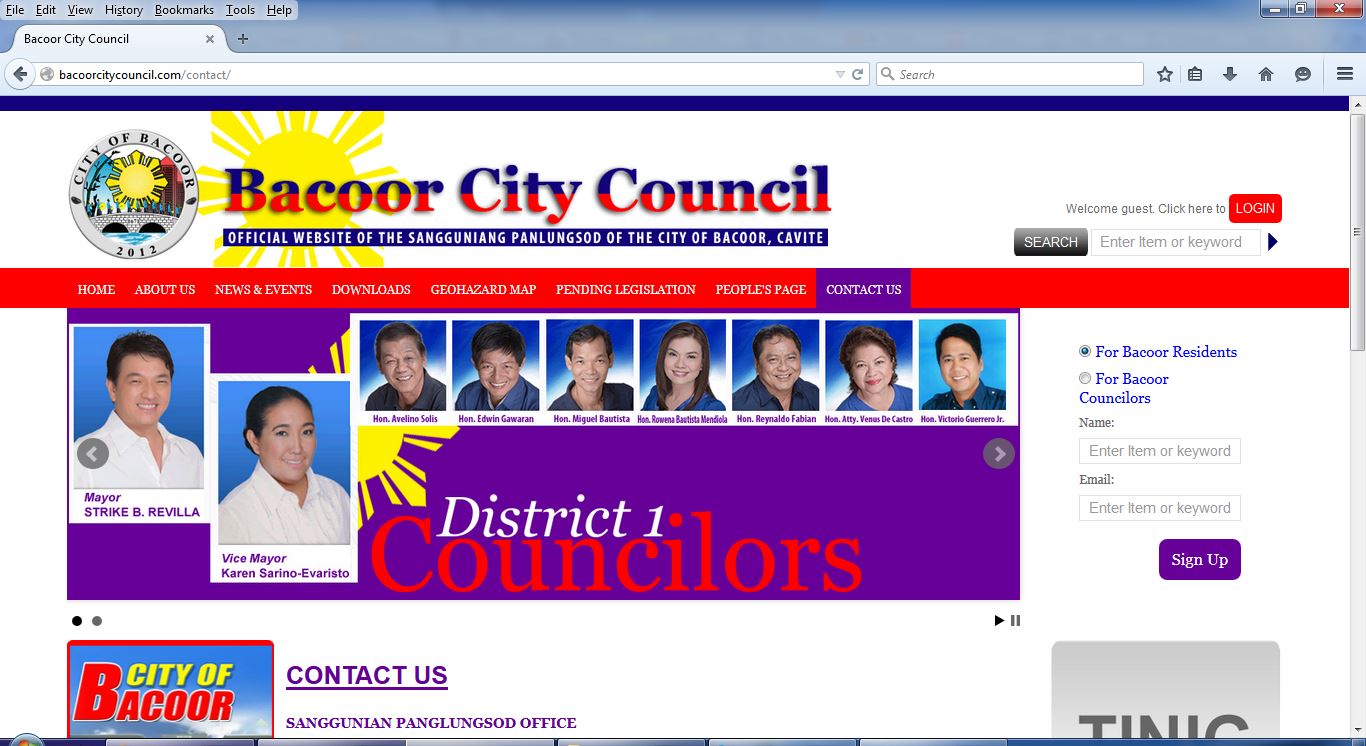 File Edit View History Bookmarks Tools Help
Bacoor City Council
bacoorcitycouncil.com/contact/
Search
CITY OF BACOOR
2012
Bacoor City Council
OFFICIAL WEBSITE OF THE SANGGUNIANG PANLUNGSOD OF THE CITY OF BACOOR, CAVITE
Welcome guest. Click here to LOGIN
SEARCH Enter Item or keyword
HOME ABOUT US NEWS & EVENTS DOWNLOADS GEOHAZARD MAP PENDING LEGISLATION PEOPLE'S PAGE CONTACT US
Hon. Avelino Solis Hon. Edwin Gawaran Hon. Miguel Bautista Hon. Rowena Bautista Mendiola Hon. Reynaldo Fabian Hon. Atty. Venus De Castro Hon. Victorio Guerrero Jr.
Mayor
STRIKE B. REVILLA
Vice Mayor
Karen Sarino-Evaristo
District 1
Councilors
For Bacoor Residents
For Bacoor
Councilors
Name:
Enter Item or keyword
Email:
Enter Item or keyword
Sign Up
CITY OF
BACOOR
CONTACT US
SANGGUNIAN PANGLUNGSOD OFFICE
TINIG